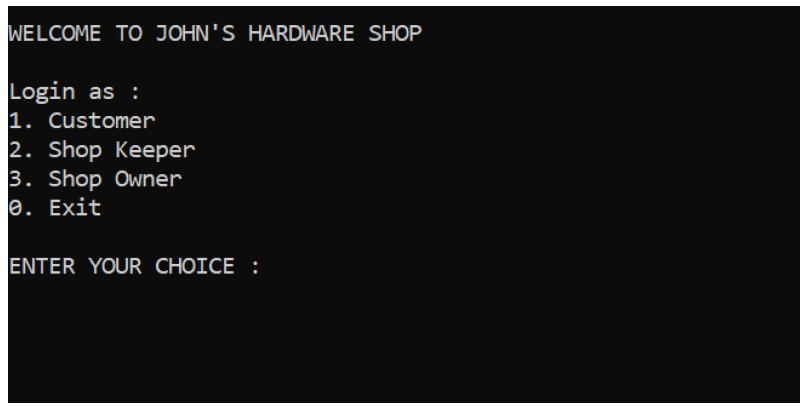 WELCOME TO JOHN'S HARDWARE SHOP
Login as :
1. Customer
2. Shop Keeper
3. Shop Owner
0. Exit
ENTER YOUR CHOICE :